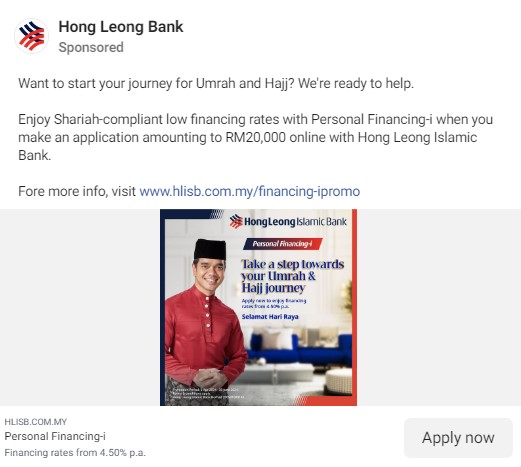 Hong Leong Bank
Sponsored
Want to start your journey for Umrah and Hajj? We're ready to help.
Enjoy Shariah-compliant low financing rates with Personal Financing-i when you
make an application amounting to RM20,000 online with Hong Leong Islamic
Bank.
Fore more info, visit www.hlisb.com.my/financing-ipromo
HongLeong Islamic Bank
Personal Financing-i
Take a step towards
your Umrah &
Hajj journey
Apply now to enjoy financing
rates from 4.50% p.a.
Selamat Hari Raya
HLISB.COM.MY
Personal Financing-i
Financing rates from 4.50% p.a.
Apply now